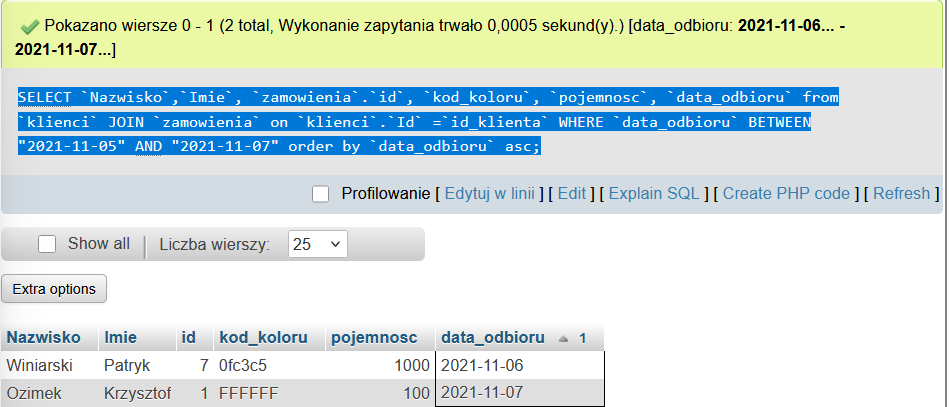 Pokazano wiersze 0 - 1 (2 total, Wykonanie zapytania trwało 0,0005 sekund(y).) [data_odbioru: 2021-11-06... -
2021-11-07...]
SELECT `Nazwisko`,`Imie`, `zamowienia`.`id`, `kod_koloru`, `pojemnosc`, `data_odbioru` from
`klienci` JOIN `zamowienia` on `klienci`.`Id` =`id_klienta` WHERE `data_odbioru` BETWEEN
"2021-11-05" AND "2021-11-07" order by `data_odbioru` asc;
Profilowanie [ Edytuj w linii ] [ Edit ] [ Explain SQL ] [ Create PHP code ] [ Refresh ]
Show all | Liczba wierszy: 25
Extra options
Nazwisko Imie id kod_koloru pojemnosc data_odbioru 1
Winiarski Patryk 7 0fc3c5 1000 2021-11-06
Ozimek Krzysztof 1 FFFFFF 100 2021-11-07